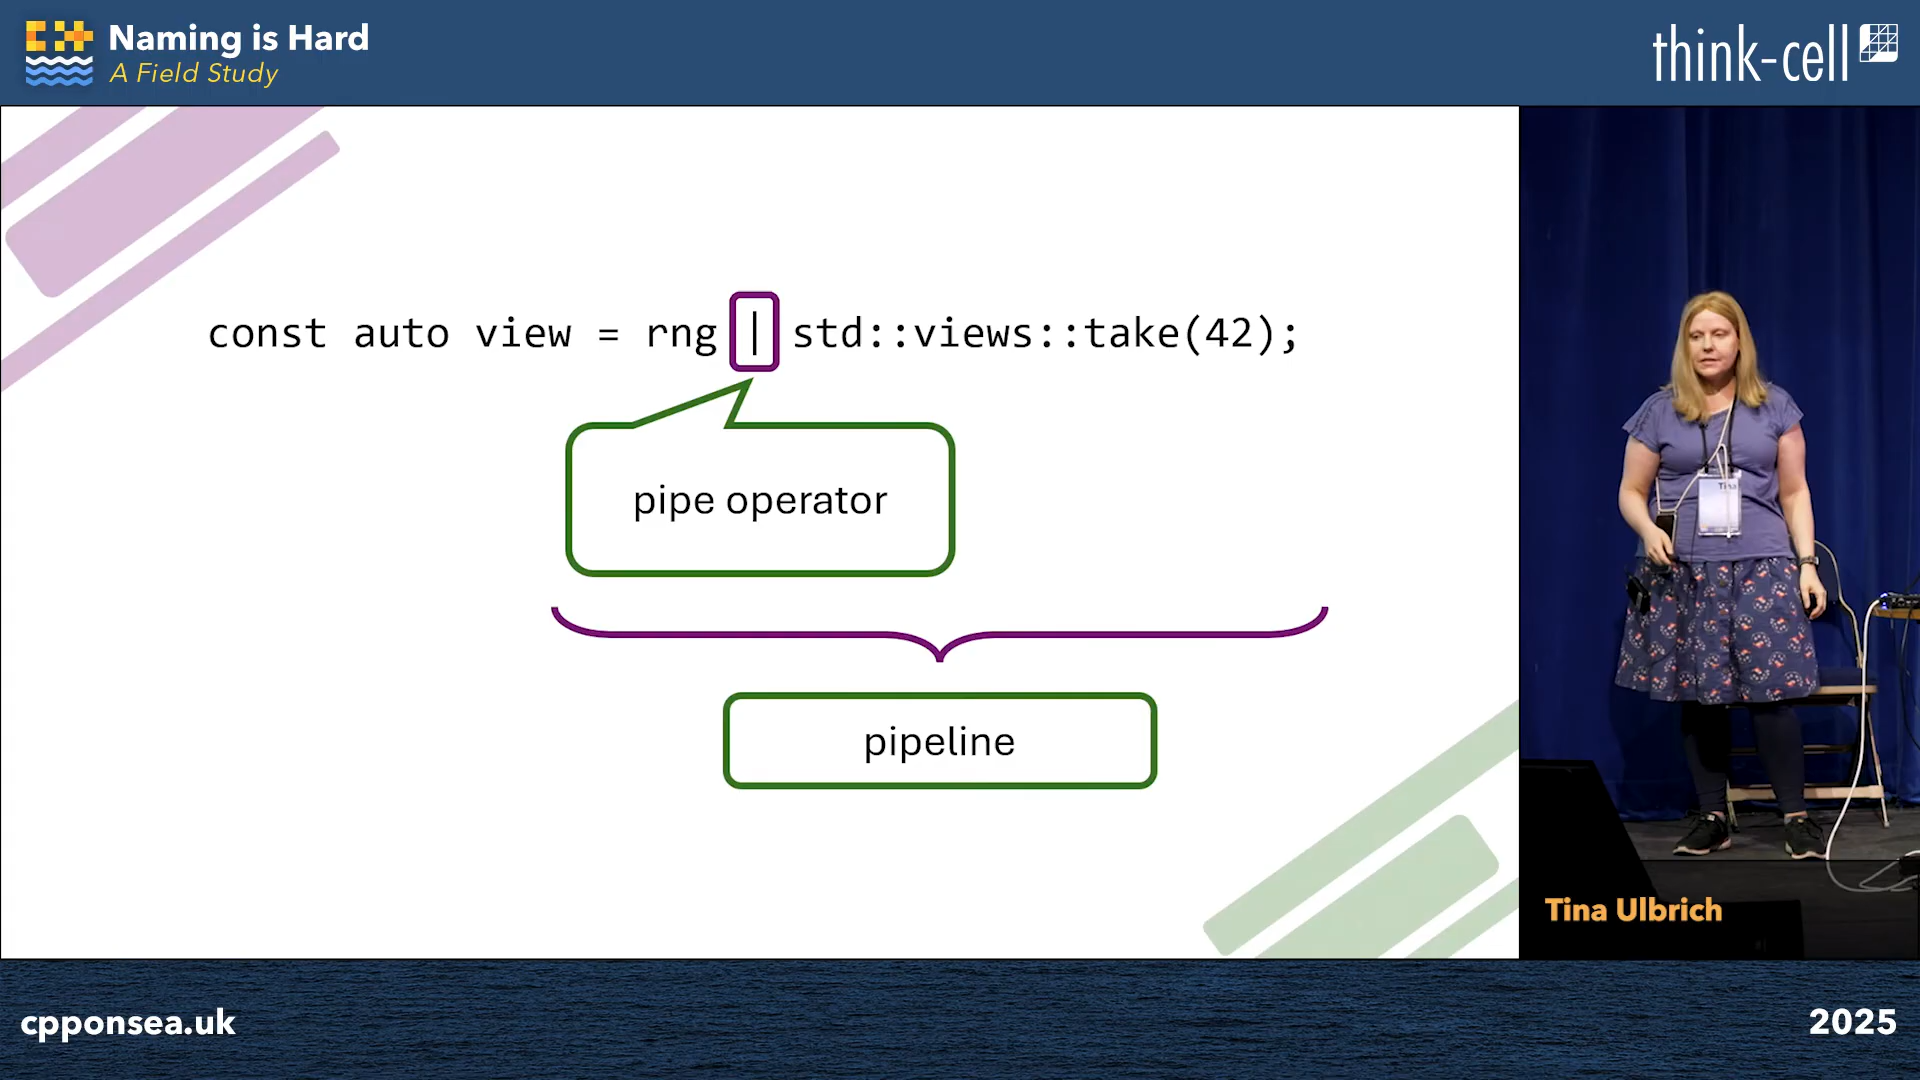 Naming is Hard
A Field Study
think-cell
const auto view = rng | std::views::take(42);
pipe operator
pipeline
Tina
Tina Ulbrich
cpponsea.uk
2025